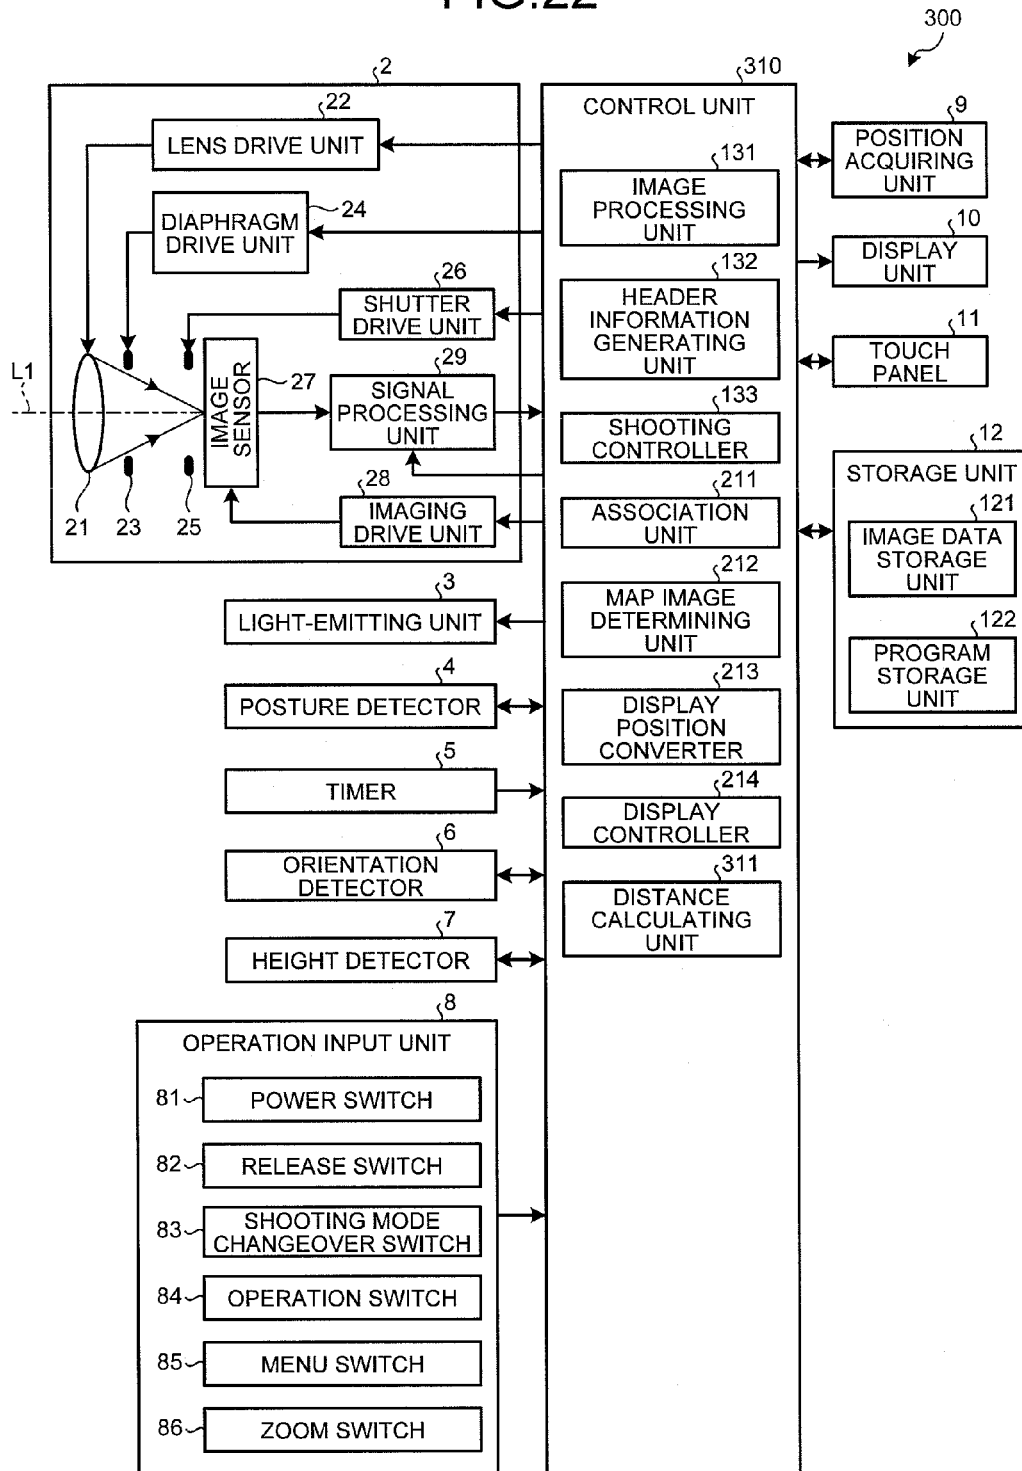 FIG.22
300
2
22
LENS DRIVE UNIT
24
DIAPHRAGM
DRIVE UNIT
26
SHUTTER
DRIVE UNIT
L1
IMAGE
SENSOR
27
29
SIGNAL
PROCESSING
UNIT
21
23
25
28
IMAGING
DRIVE UNIT
3
LIGHT-EMITTING UNIT
4
POSTURE DETECTOR
5
TIMER
6
ORIENTATION
DETECTOR
7
HEIGHT DETECTOR
8
OPERATION INPUT UNIT
81
POWER SWITCH
82
RELEASE SWITCH
83
SHOOTING MODE
CHANGEOVER SWITCH
84
OPERATION SWITCH
85
MENU SWITCH
86
ZOOM SWITCH
310
CONTROL UNIT
131
IMAGE
PROCESSING
UNIT
132
HEADER
INFORMATION
GENERATING
UNIT
133
SHOOTING
CONTROLLER
211
ASSOCIATION
UNIT
212
MAP IMAGE
DETERMINING
UNIT
213
DISPLAY
POSITION
CONVERTER
214
DISPLAY
CONTROLLER
311
DISTANCE
CALCULATING
UNIT
9
POSITION
ACQUIRING
UNIT
10
DISPLAY
UNIT
11
TOUCH
PANEL
12
STORAGE UNIT
121
IMAGE DATA
STORAGE
UNIT
122
PROGRAM
STORAGE
UNIT